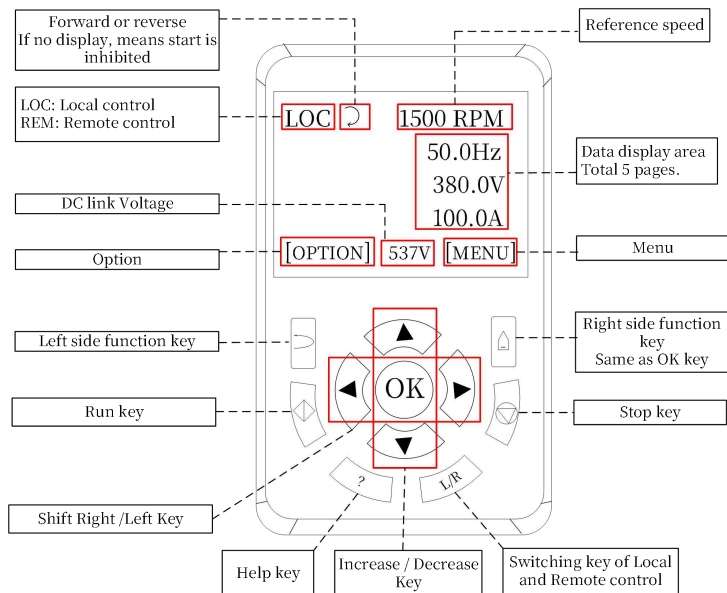 Forward or reverse
If no display, means start is
inhibited
Reference speed
LOC: Local control
REM: Remote control
LOC
1500 RPM
50.0Hz
380.0V
100.0A
Data display area
Total 5 pages.
DC link Voltage
Option
[OPTION]
537V
[MENU]
Menu
Left side function key
Right side function
key
Same as OK key
OK
Run key
Stop key
?
L/R
Shift Right /Left Key
Help key
Increase / Decrease
Key
Switching key of Local
and Remote control